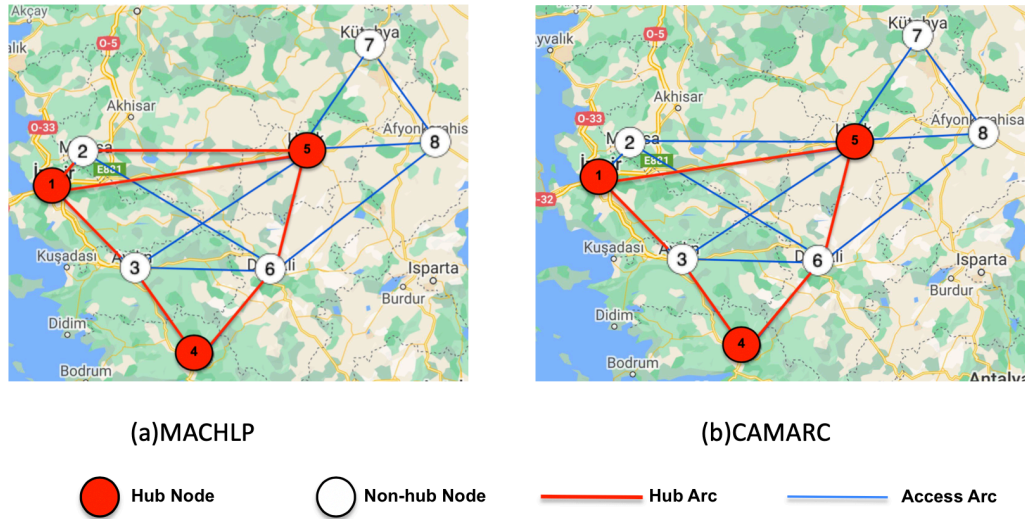 Akçay
O-5
7
Kütahya
Akhisar
O-33
2
E881
5
8
1
Kuşadası
3
6
Isparta
Burdur
Didim
4
Bodrum
7
Kütahya
O-5
yvalık
Akhisar
O-33
2
E881
5
8
1
-32
Kuşadası
3
6
Isparta
Burdur
Didim
4
Bodrum
Antalya
(a)MACHLP
(b)CAMARC
Hub Node
Non-hub Node
Hub Arc
Access Arc